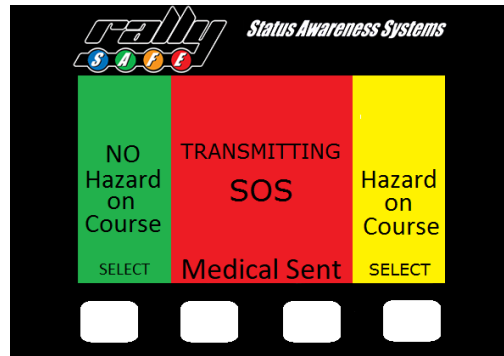 rally
SAFE
Status Awareness Systems
NO
Hazard
on
Course
SELECT
TRANSMITTING
SOS
Medical Sent
Hazard
on
Course
SELECT